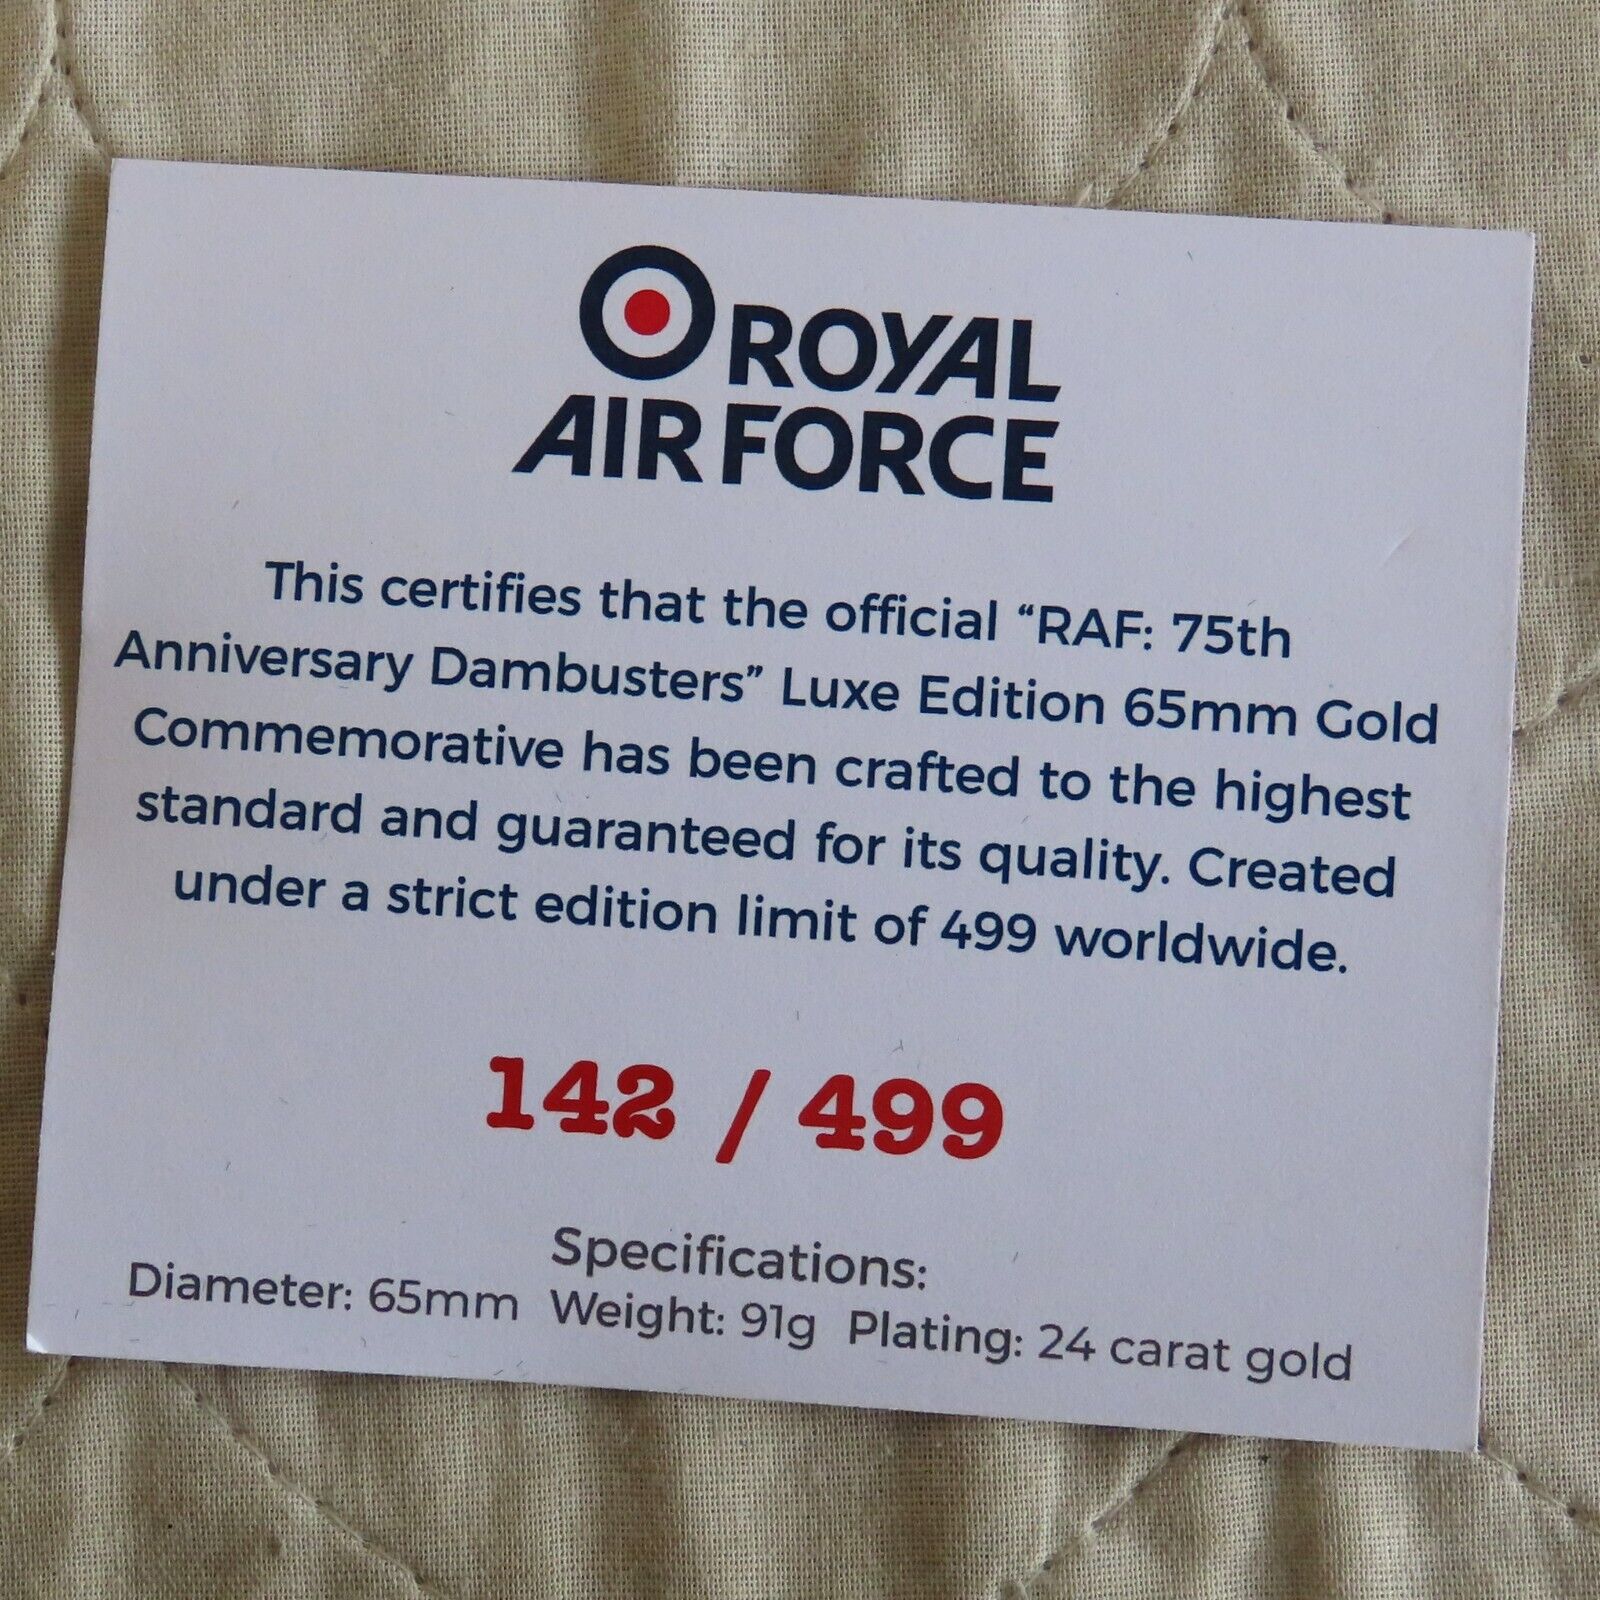 ROYAL
AIR FORCE
This certifies that the official “RAF: 75th
Anniversary Dambusters” Luxe Edition 65mm Gold
Commemorative has been crafted to the highest
standard and guaranteed for its quality. Created
under a strict edition limit of 499 worldwide.
142 / 499
Specifications:
Diameter: 65mm Weight: 91g Plating: 24 carat gold